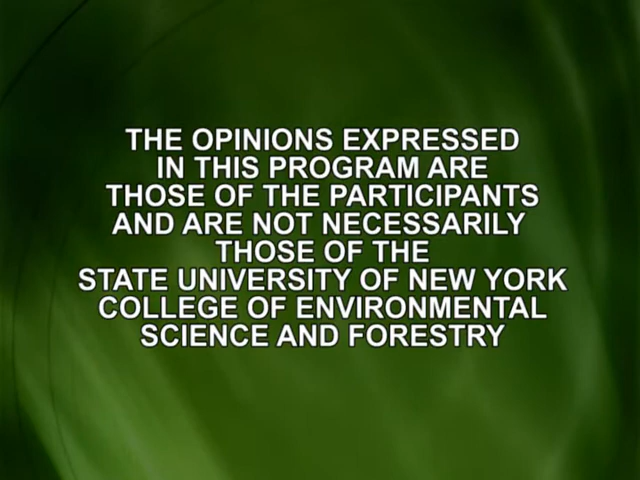 THE OPINIONS EXPRESSED
IN THIS PROGRAM ARE
THOSE OF THE PARTICIPANTS
AND ARE NOT NECESSARILY
THOSE OF THE
STATE UNIVERSITY OF NEW YORK
COLLEGE OF ENVIRONMENTAL
SCIENCE AND FORESTRY